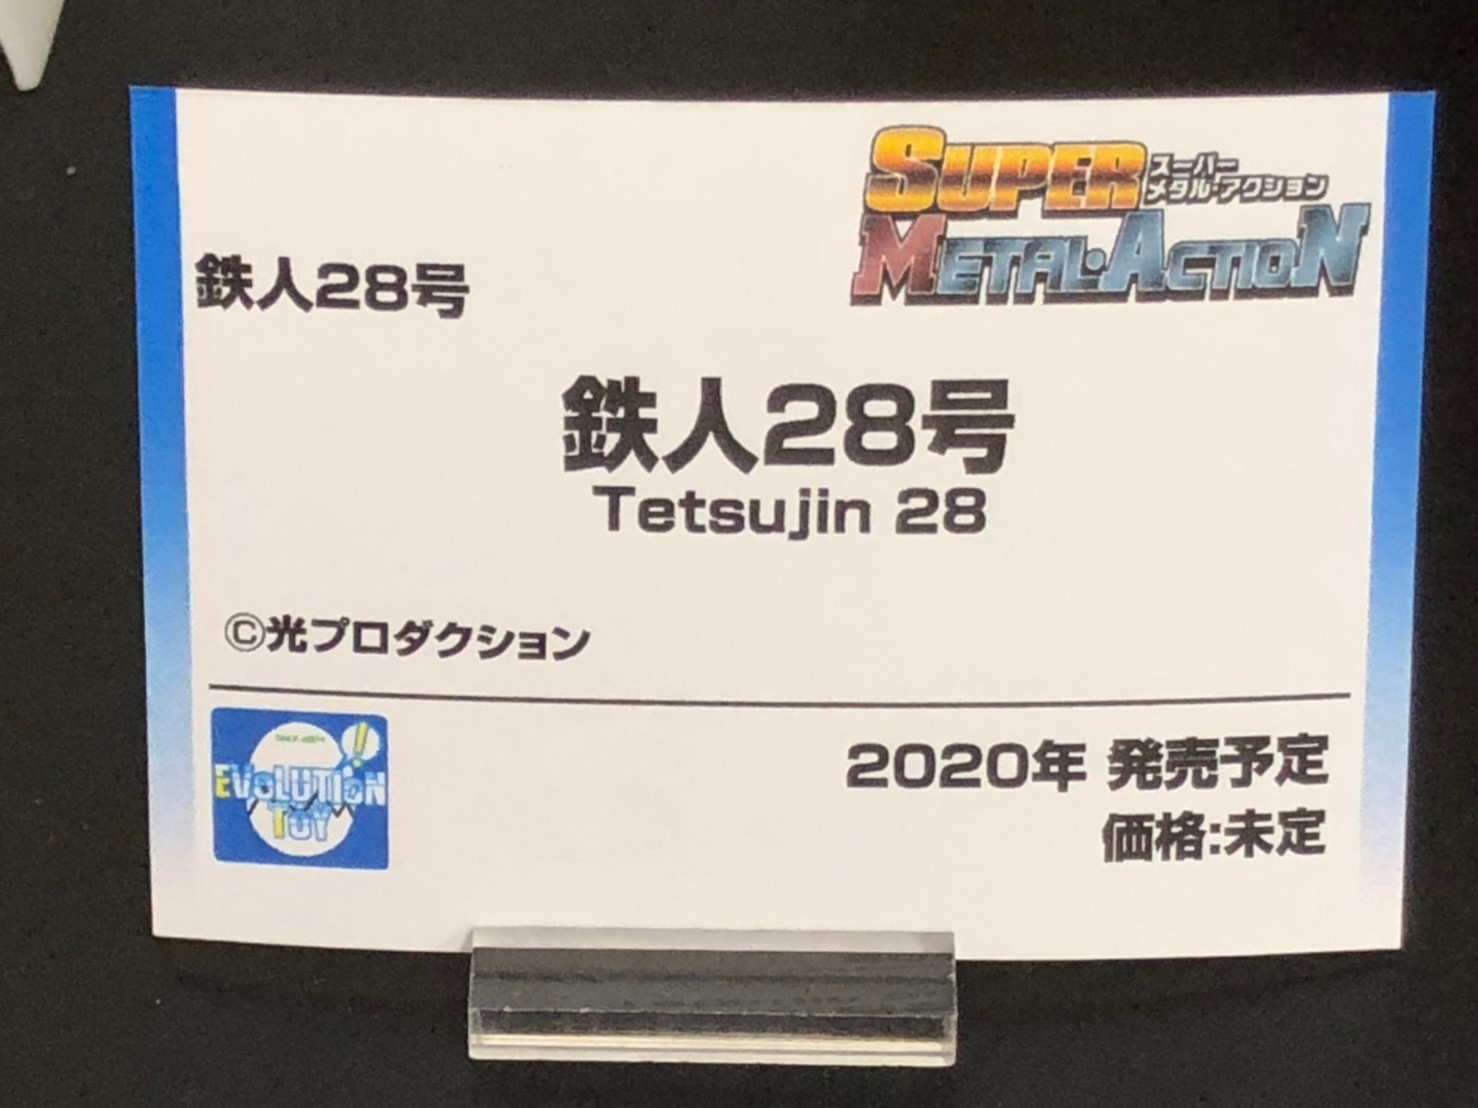 SUPER スーパー
メタル・アクション
METAL・ACTION
鉄人28号
鉄人28号
Tetsujin 28
©光プロダクション
EVOLUTION
TOY
2020年 発売予定
価格:未定